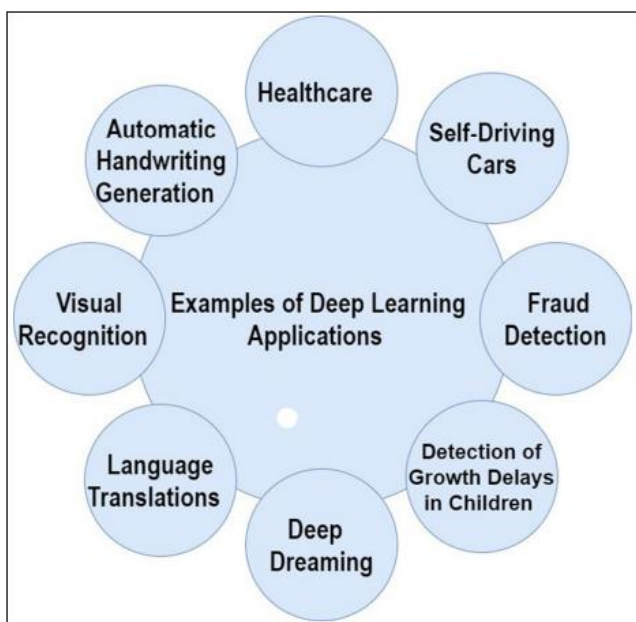 Healthcare
Self-Driving
Cars
Fraud
Detection
Detection of
Growth Delays
in Children
Deep
Dreaming
Language
Translations
Visual
Recognition
Automatic
Handwriting
Generation
Examples of Deep Learning
Applications